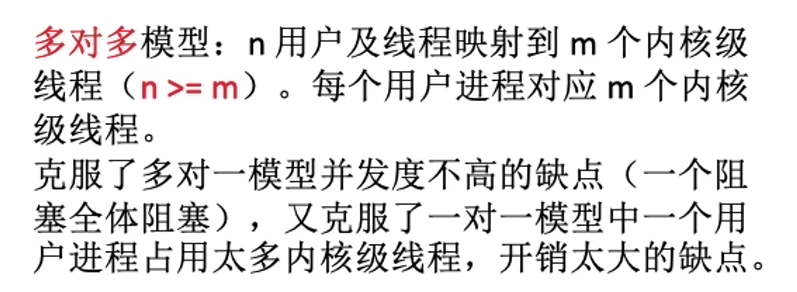 多对多模型：n 用户及线程映射到 m 个内核级
线程（n >= m）。每个用户进程对应 m 个内核
级线程。
克服了多对一模型并发度不高的缺点（一个阻
塞全体阻塞），又克服了一对一模型中一个用
户进程占用太多内核级线程，开销太大的缺点。